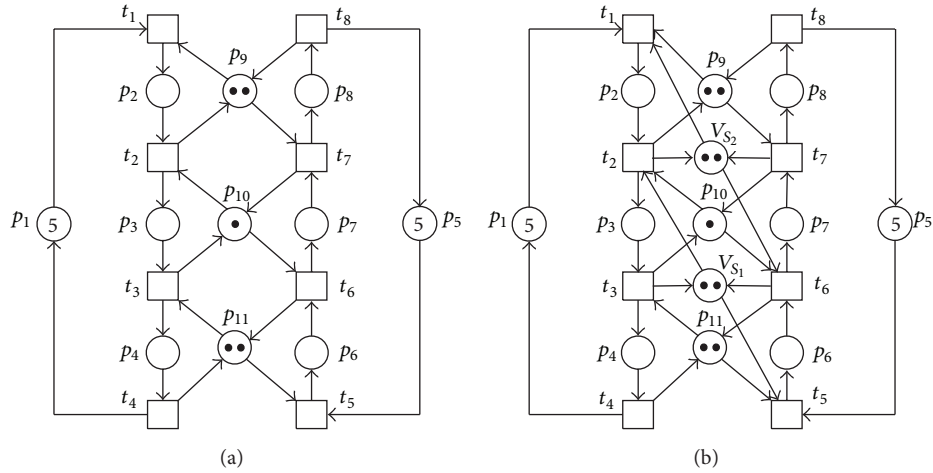 t1 t8 t1 t8
p9 p9
p2 p8 p2 p8
VS2
t2 t7 t2 t7
p10 p10
p1 5 p3 p7 5 p5 p1 5 p3 p7 5 p5
VS1
t3 t6 t3 t6
p11 p11
p4 p6 p4 p6
t4 t5 t4 t5
(a) (b)